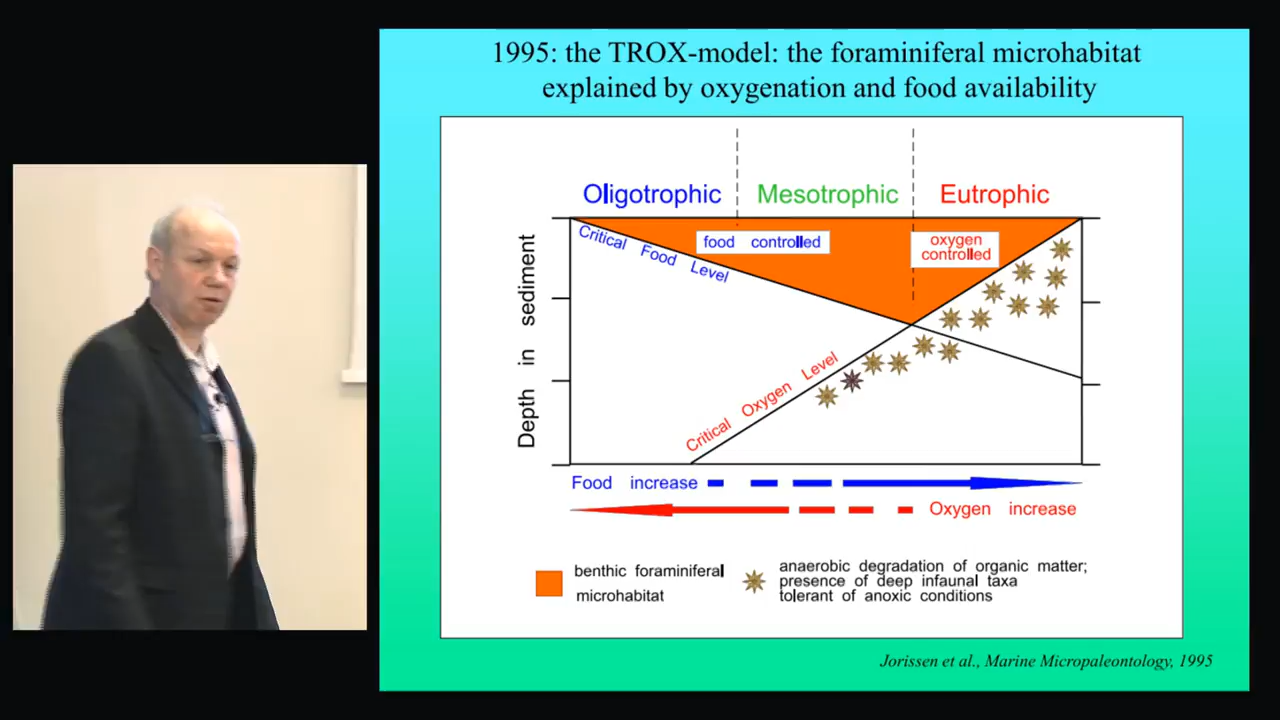 1995: the TROX-model: the foraminiferal microhabitat
explained by oxygenation and food availability
Oligotrophic
Mesotrophic
Eutrophic
Critical Food Level
food controlled
oxygen
controlled
Depth in sediment
Critical Oxygen Level
Food increase
Oxygen increase
benthic foraminiferal
microhabitat
anaerobic degradation of organic matter;
presence of deep infaunal taxa
tolerant of anoxic conditions
Jorissen et al., Marine Micropaleontology, 1995